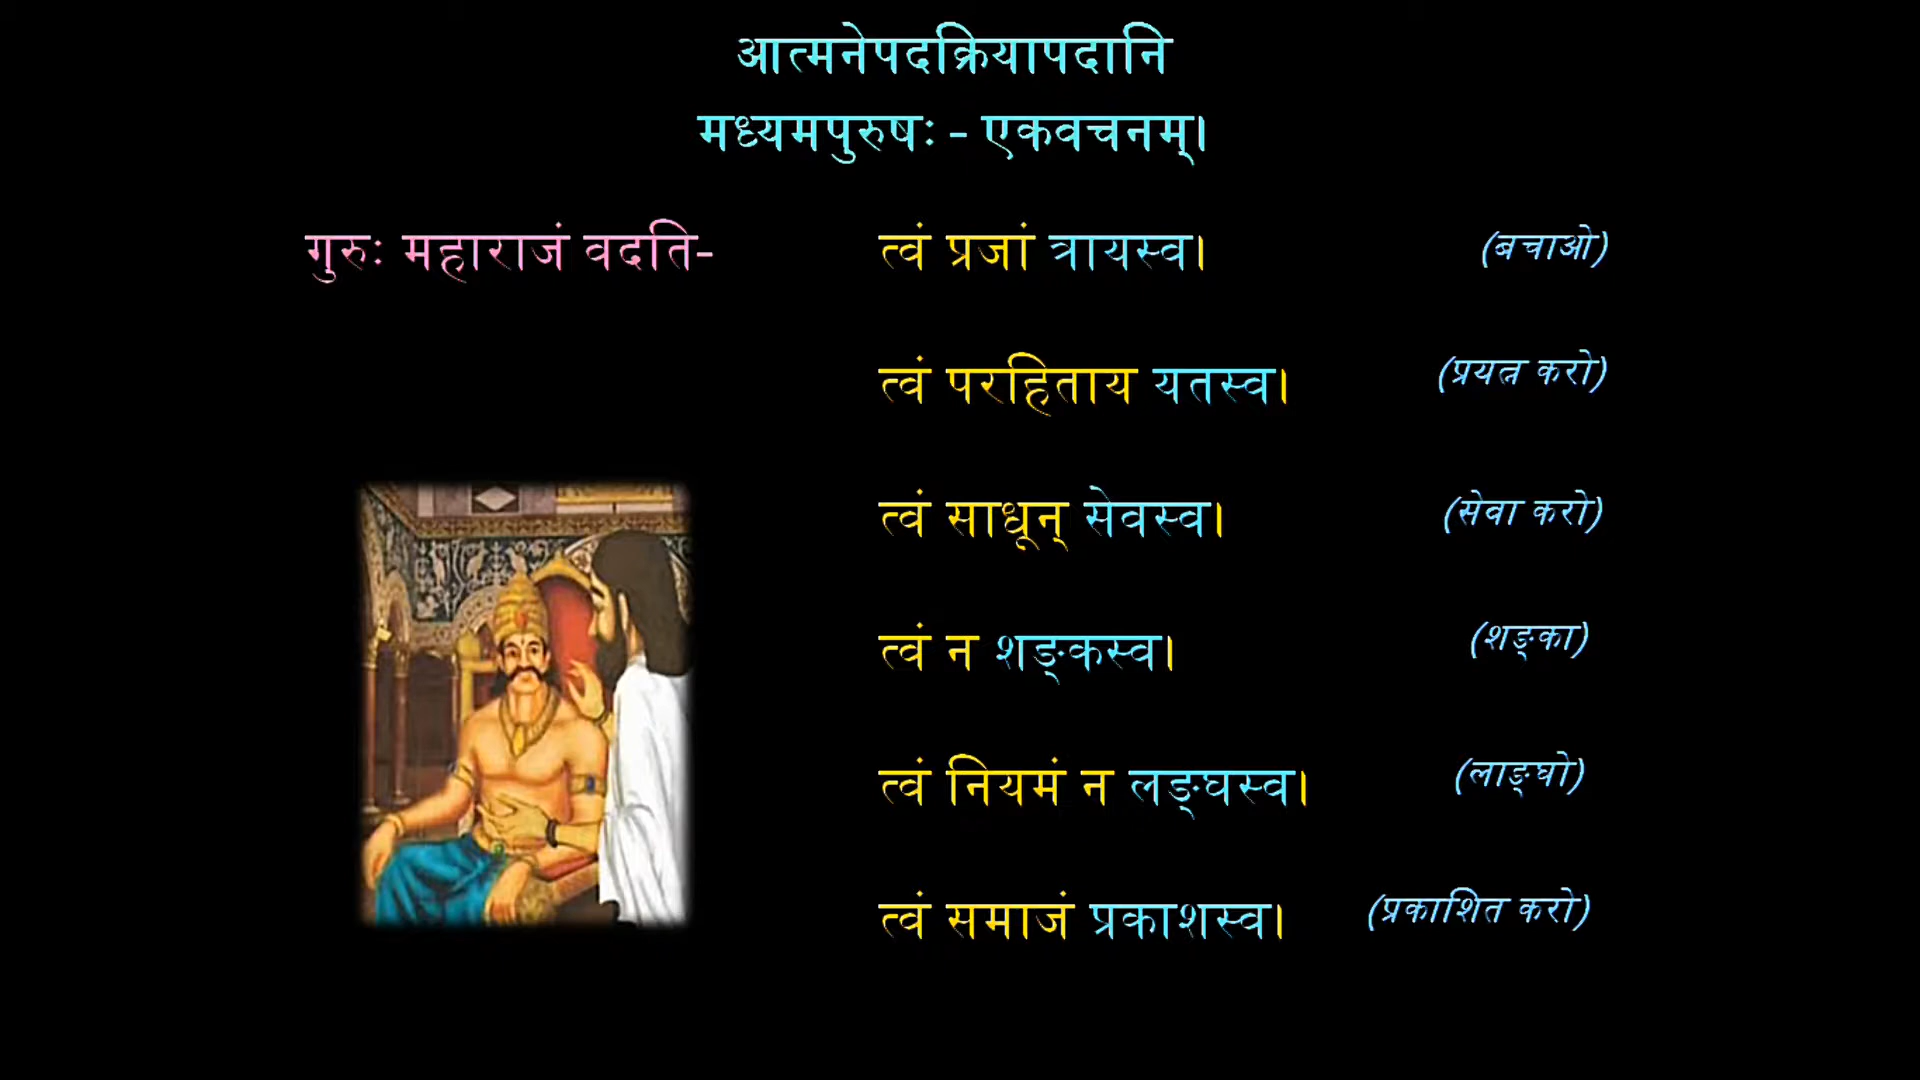 आत्मनेपदक्रियापदानि
मध्यमपुरुषः - एकवचनम्।
गुरुः महाराजं वदति- त्वं प्रजां त्रायस्व। (बचाओ)
त्वं परहिताय यतस्व। (प्रयत्न करो)
त्वं साधून् सेवस्व। (सेवा करो)
त्वं न शङ्कस्व। (शङ्का)
त्वं नियमं न लङ्घस्व। (लाङ्घो)
त्वं समाजं प्रकाशस्व। (प्रकाशित करो)